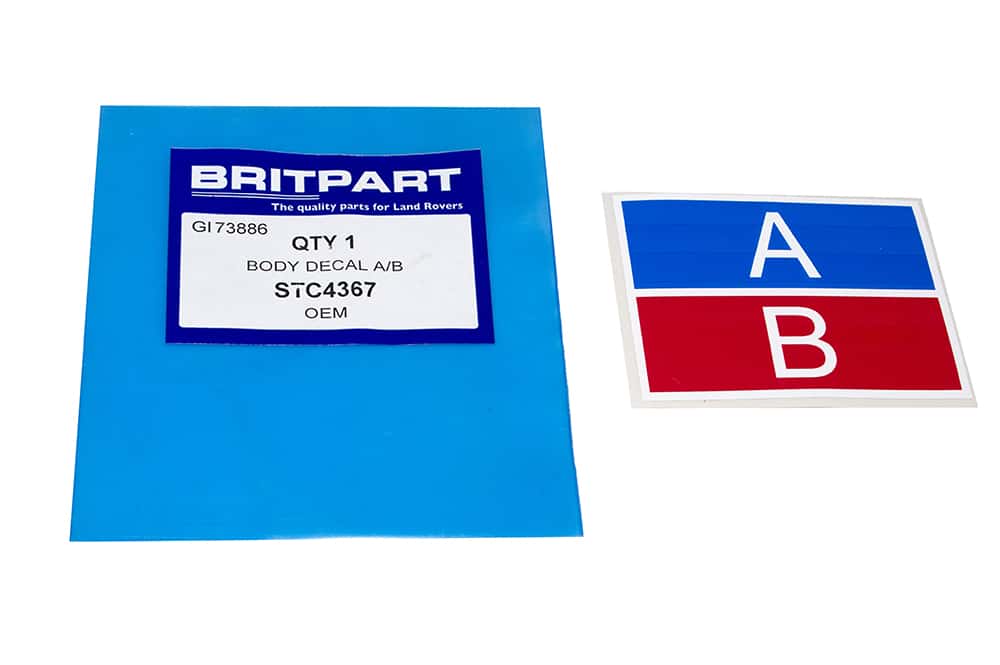 BRITPART
The quality parts for Land Rovers
GI73886
QTY 1
BODY DECAL A/B
STC4367
OEM
A
B